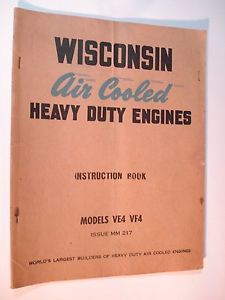 WISCONSIN
Air Cooled
HEAVY DUTY ENGINES
INSTRUCTION BOOK
MODELS VE4 VF4
ISSUE MM 217
WORLD'S LARGEST BUILDERS OF HEAVY DUTY AIR COOLED ENGINES